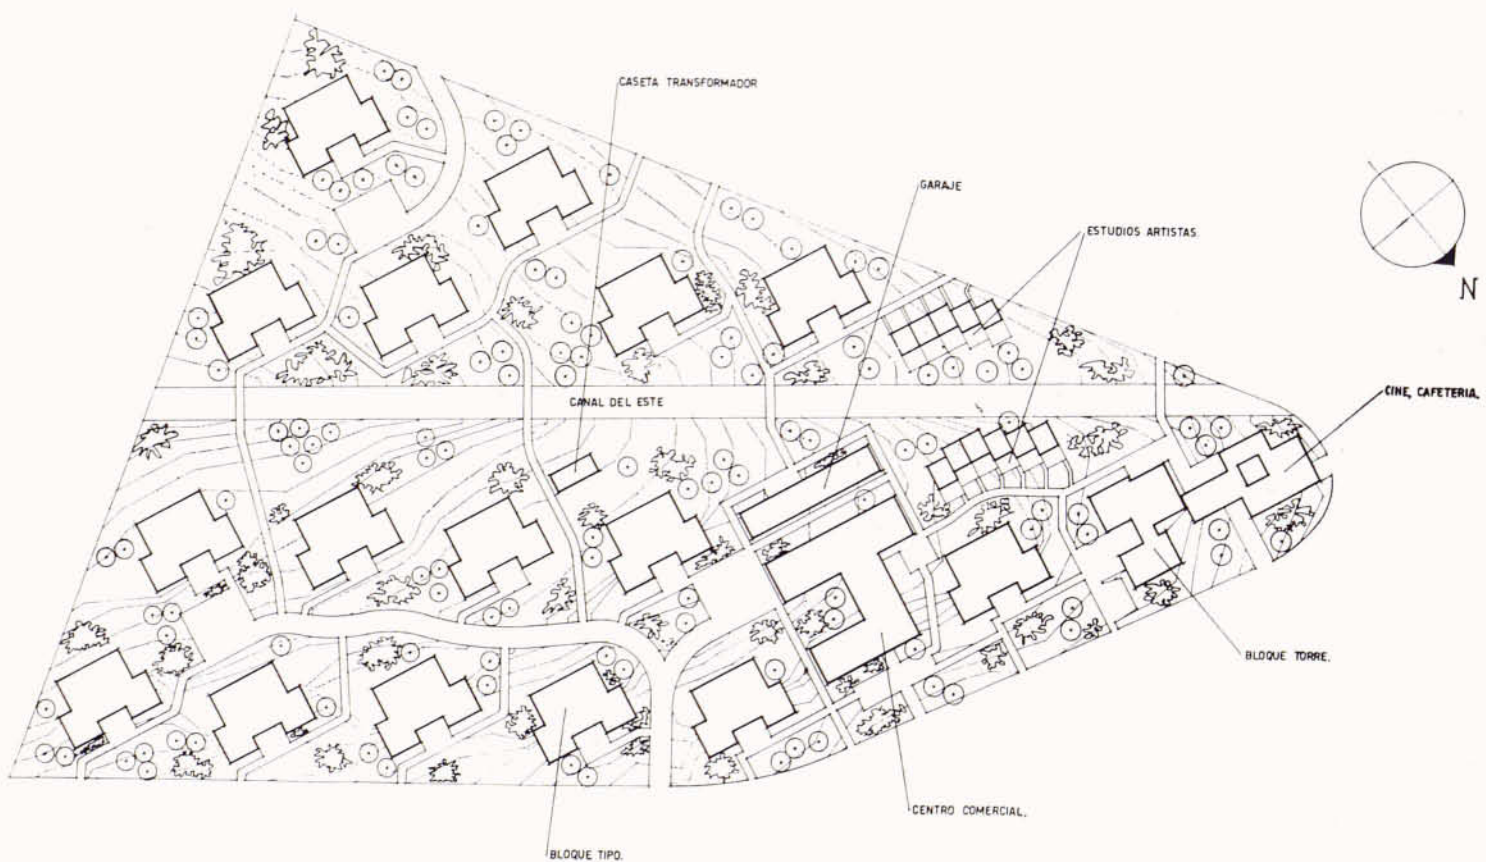 CASETA TRANSFORMADOR
GARAJE
ESTUDIOS ARTISTAS.
N
CANAL DEL ESTE
CINE, CAFETERIA.
BLOQUE TORRE.
CENTRO COMERCIAL.
BLOQUE TIPO.